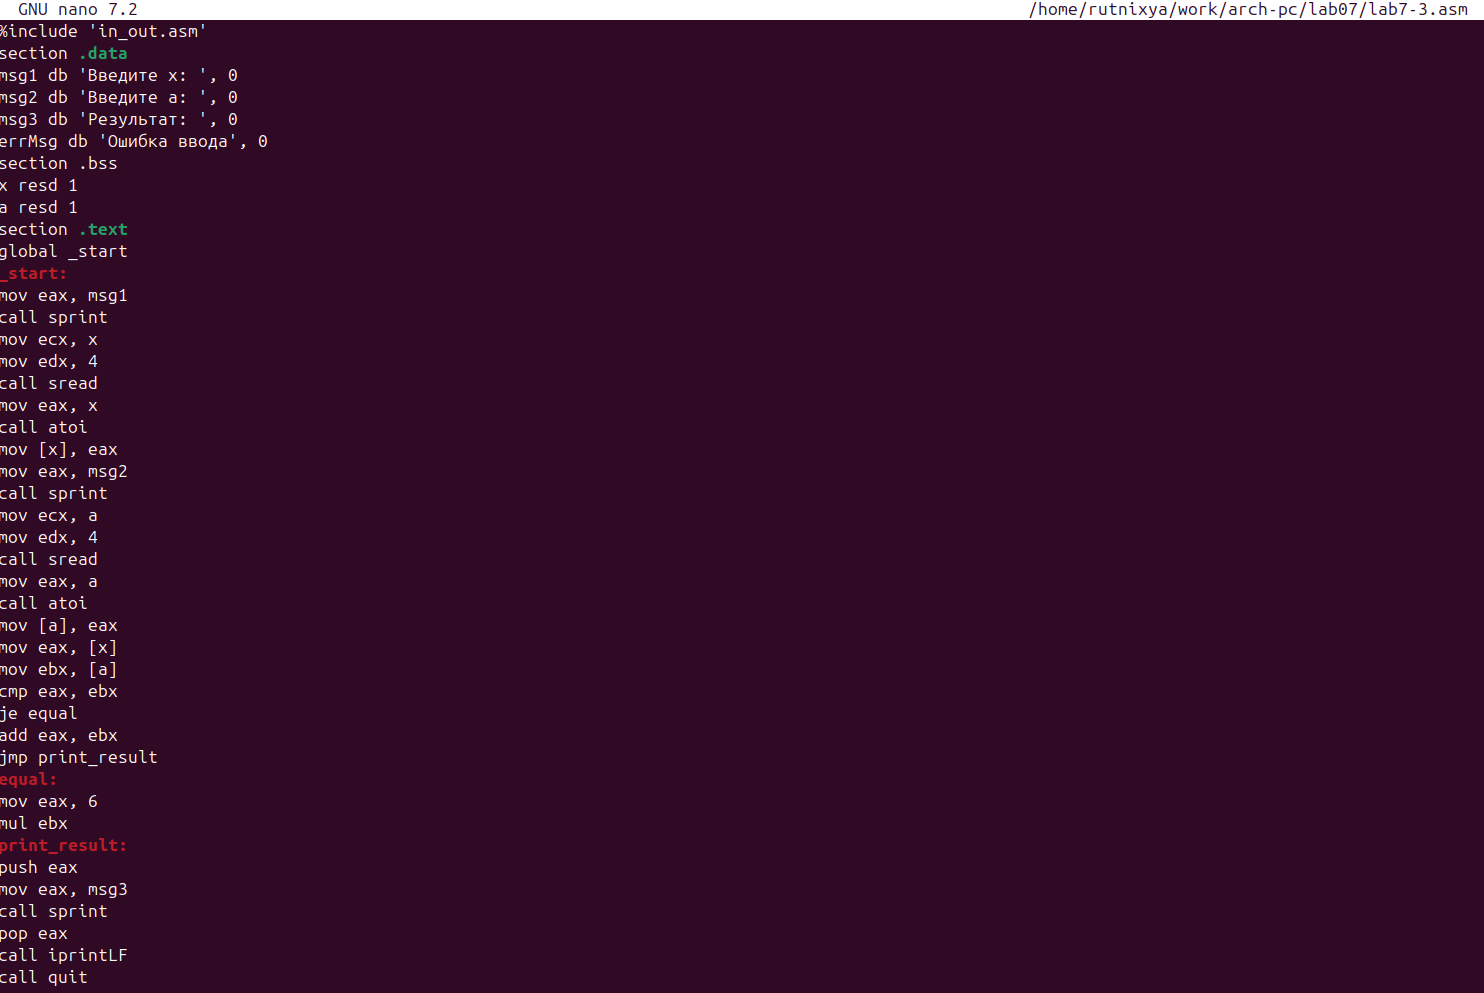 GNU nano 7.2 /home/rutnixya/work/arch-pc/lab07/lab7-3.asm
%include 'in_out.asm'
section .data
msg1 db 'Введите x: ', 0
msg2 db 'Введите a: ', 0
msg3 db 'Результат: ', 0
errMsg db 'Ошибка ввода', 0
section .bss
x resd 1
a resd 1
section .text
global _start
_start:
mov eax, msg1
call sprint
mov ecx, x
mov edx, 4
call sread
mov eax, x
call atoi
mov [x], eax
mov eax, msg2
call sprint
mov ecx, a
mov edx, 4
call sread
mov eax, a
call atoi
mov [a], eax
mov eax, [x]
mov ebx, [a]
cmp eax, ebx
je equal
add eax, ebx
jmp print_result
equal:
mov eax, 6
mul ebx
print_result:
push eax
mov eax, msg3
call sprint
pop eax
call iprintLF
call quit